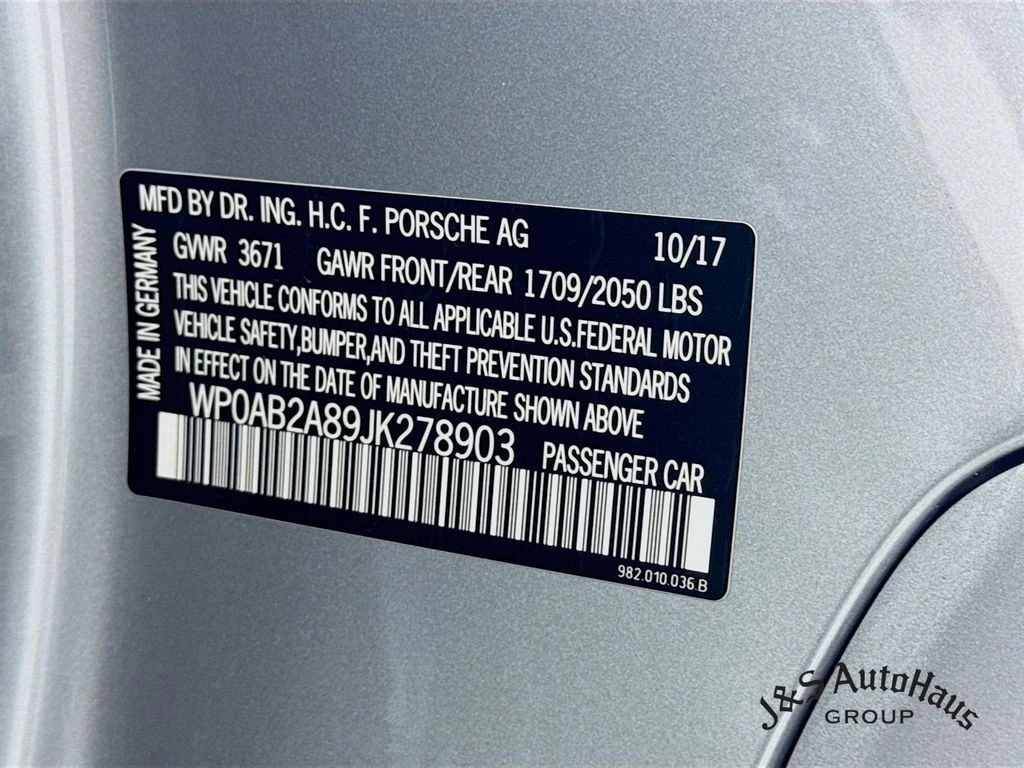 MFD BY DR. ING. H.C. F. PORSCHE AG 10/17
GVWR 3671 GAWR FRONT/REAR 1709/2050 LBS
THIS VEHICLE CONFORMS TO ALL APPLICABLE U.S.FEDERAL MOTOR
VEHICLE SAFETY,BUMPER,AND THEFT PREVENTION STANDARDS
IN EFFECT ON THE DATE OF MANUFACTURE SHOWN ABOVE
MADE IN GERMANY
WP0AB2A89JK278903 PASSENGER CAR
982.010.036.B
J&S AutoHaus
GROUP